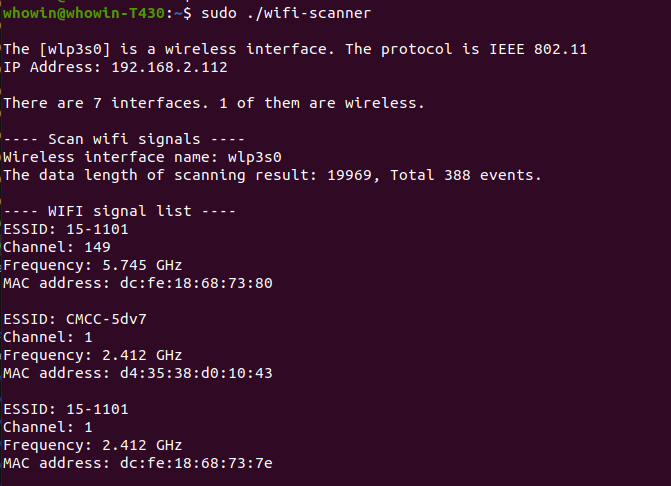 whowin@whowin-T430:~$ sudo ./wifi-scanner
The [wlp3s0] is a wireless interface. The protocol is IEEE 802.11
IP Address: 192.168.2.112
There are 7 interfaces. 1 of them are wireless.
---- Scan wifi signals ----
Wireless interface name: wlp3s0
The data length of scanning result: 19969, Total 388 events.
---- WIFI signal list ----
ESSID: 15-1101
Channel: 149
Frequency: 5.745 GHz
MAC address: dc:fe:18:68:73:80
ESSID: CMCC-5dv7
Channel: 1
Frequency: 2.412 GHz
MAC address: d4:35:38:d0:10:43
ESSID: 15-1101
Channel: 1
Frequency: 2.412 GHz
MAC address: dc:fe:18:68:73:7e